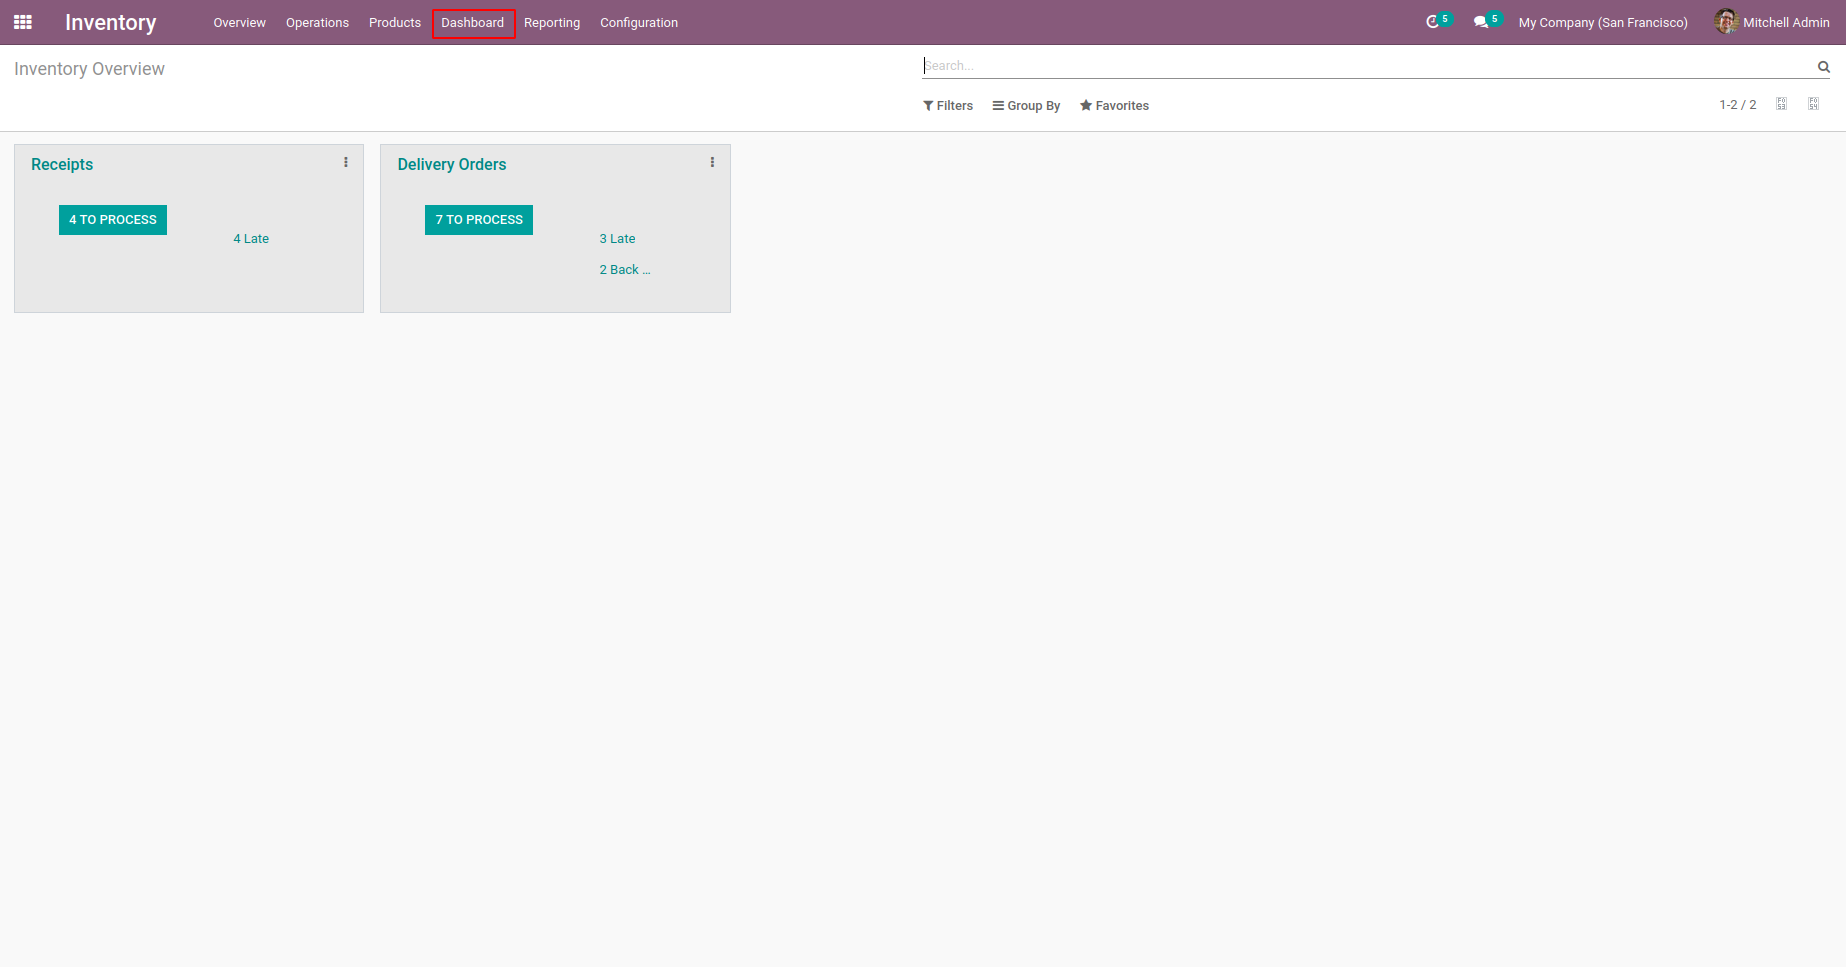 Inventory
Overview Operations Products Dashboard Reporting Configuration
5 5 My Company (San Francisco) Mitchell Admin
Inventory Overview
Search...
Filters Group By Favorites
1-2 / 2
Receipts
4 TO PROCESS
4 Late
Delivery Orders
7 TO PROCESS
3 Late
2 Back ...